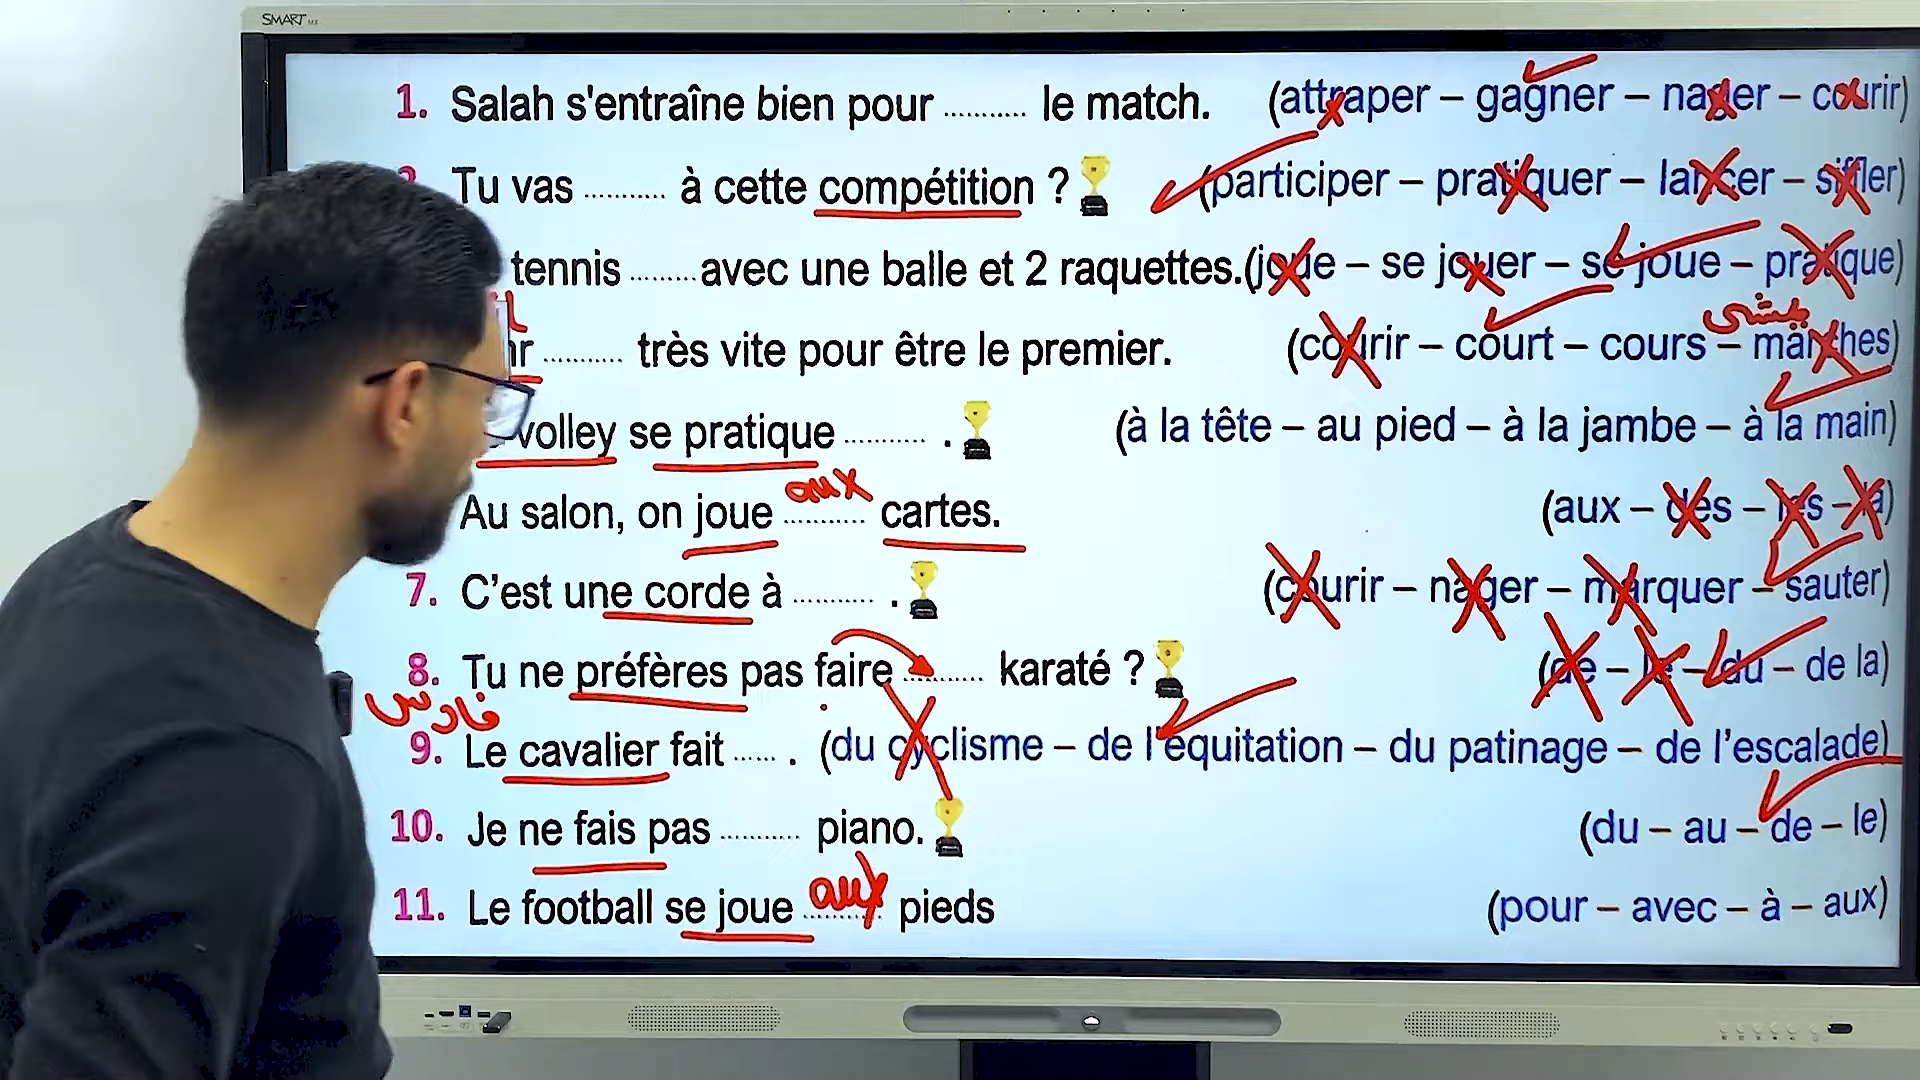 SMART MX
1. Salah s'entraîne bien pour ........... le match. (attraper – gagner – nager – courir)
Tu vas ........... à cette compétition ? (participer – pratiquer – lancer – siffler)
tennis ......... avec une balle et 2 raquettes.(joue – se jouer – se joue – pratique)
........... très vite pour être le premier. (courir – court – cours – marches)
volley se pratique ........... . (à la tête – au pied – à la jambe – à la main)
Au salon, on joue aux ........... cartes. (aux – des – les – la)
7. C’est une corde à ........... . (courir – nager – marquer – sauter)
8. Tu ne préfères pas faire ........... karaté ? (de – le – du – de la)
فارس
9. Le cavalier fait ...... . (du cyclisme – de l’équitation – du patinage – de l’escalade)
10. Je ne fais pas ........... piano. (du – au – de – le)
11. Le football se joue aux ........... pieds (pour – avec – à – aux)